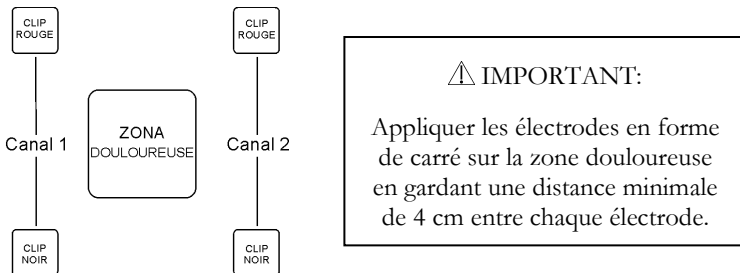 CLIP
ROUGE
CLIP
ROUGE
Canal 1
ZONA
DOULOUREUSE
Canal 2
CLIP
NOIR
CLIP
NOIR
⚠ IMPORTANT:
Appliquer les électrodes en forme
de carré sur la zone douloureuse
en gardant une distance minimale
de 4 cm entre chaque électrode.